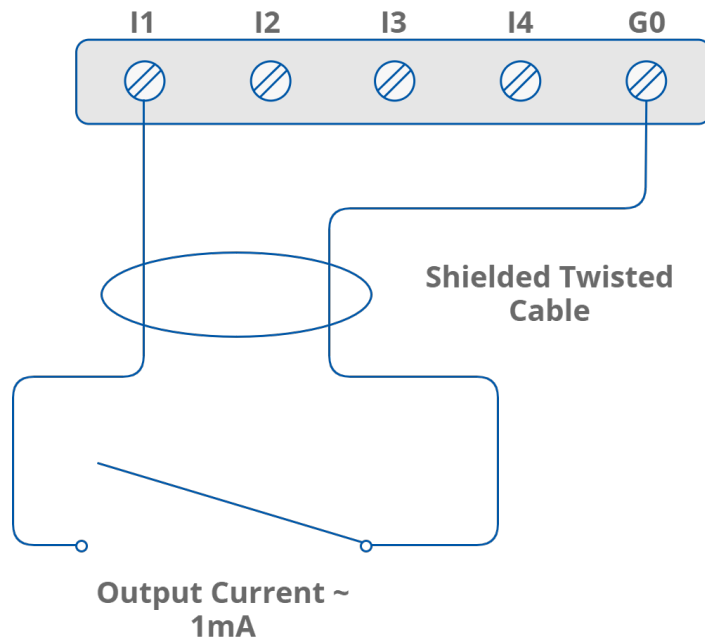 I1 I2 I3 I4 G0
Shielded Twisted
Cable
Output Current ~
1mA